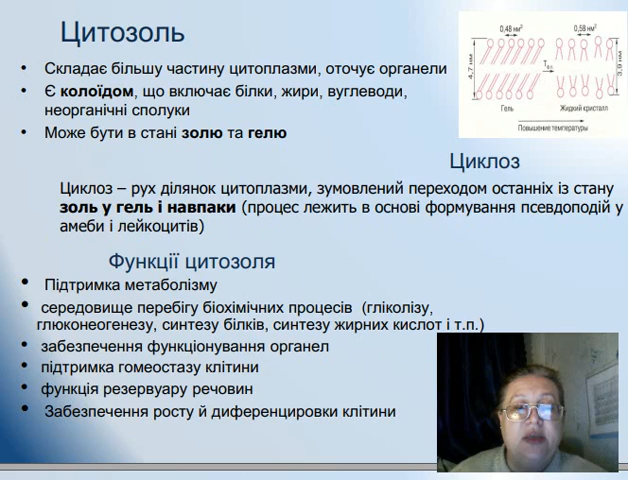 Цитозоль
• Складає більшу частину цитоплазми, оточує органели
• Є колоїдом, що включає білки, жири, вуглеводи,
неорганічні сполуки
• Може бути в стані золю та гелю
0,48 нм²
0,58 нм²
4,7 нм
3,9 нм
Гель
Жидкий кристалл
Повышение температуры
Циклоз
Циклоз – рух ділянок цитоплазми, зумовлений переходом останніх із стану
золь у гель і навпаки (процес лежить в основі формування псевдоподій у
амеби і лейкоцитів)
Функції цитозоля
• Підтримка метаболізму
• середовище перебігу біохімічних процесів (гліколізу,
глюконеогенезу, синтезу білків, синтезу жирних кислот і т.п.)
• забезпечення функціонування органел
• підтримка гомеостазу клітини
• функція резервуару речовин
• Забезпечення росту й диференцировки клітини